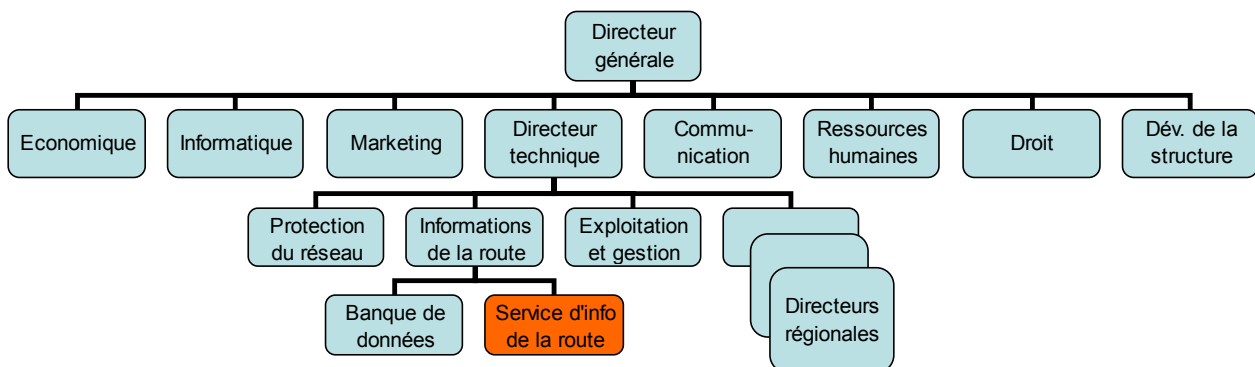 Directeur
générale
Economique
Informatique
Marketing
Directeur
technique
Commu-
nication
Ressources
humaines
Droit
Dév. de la
structure
Protection
du réseau
Informations
de la route
Exploitation
et gestion
Banque de
données
Service d'info
de la route
Directeurs
régionales